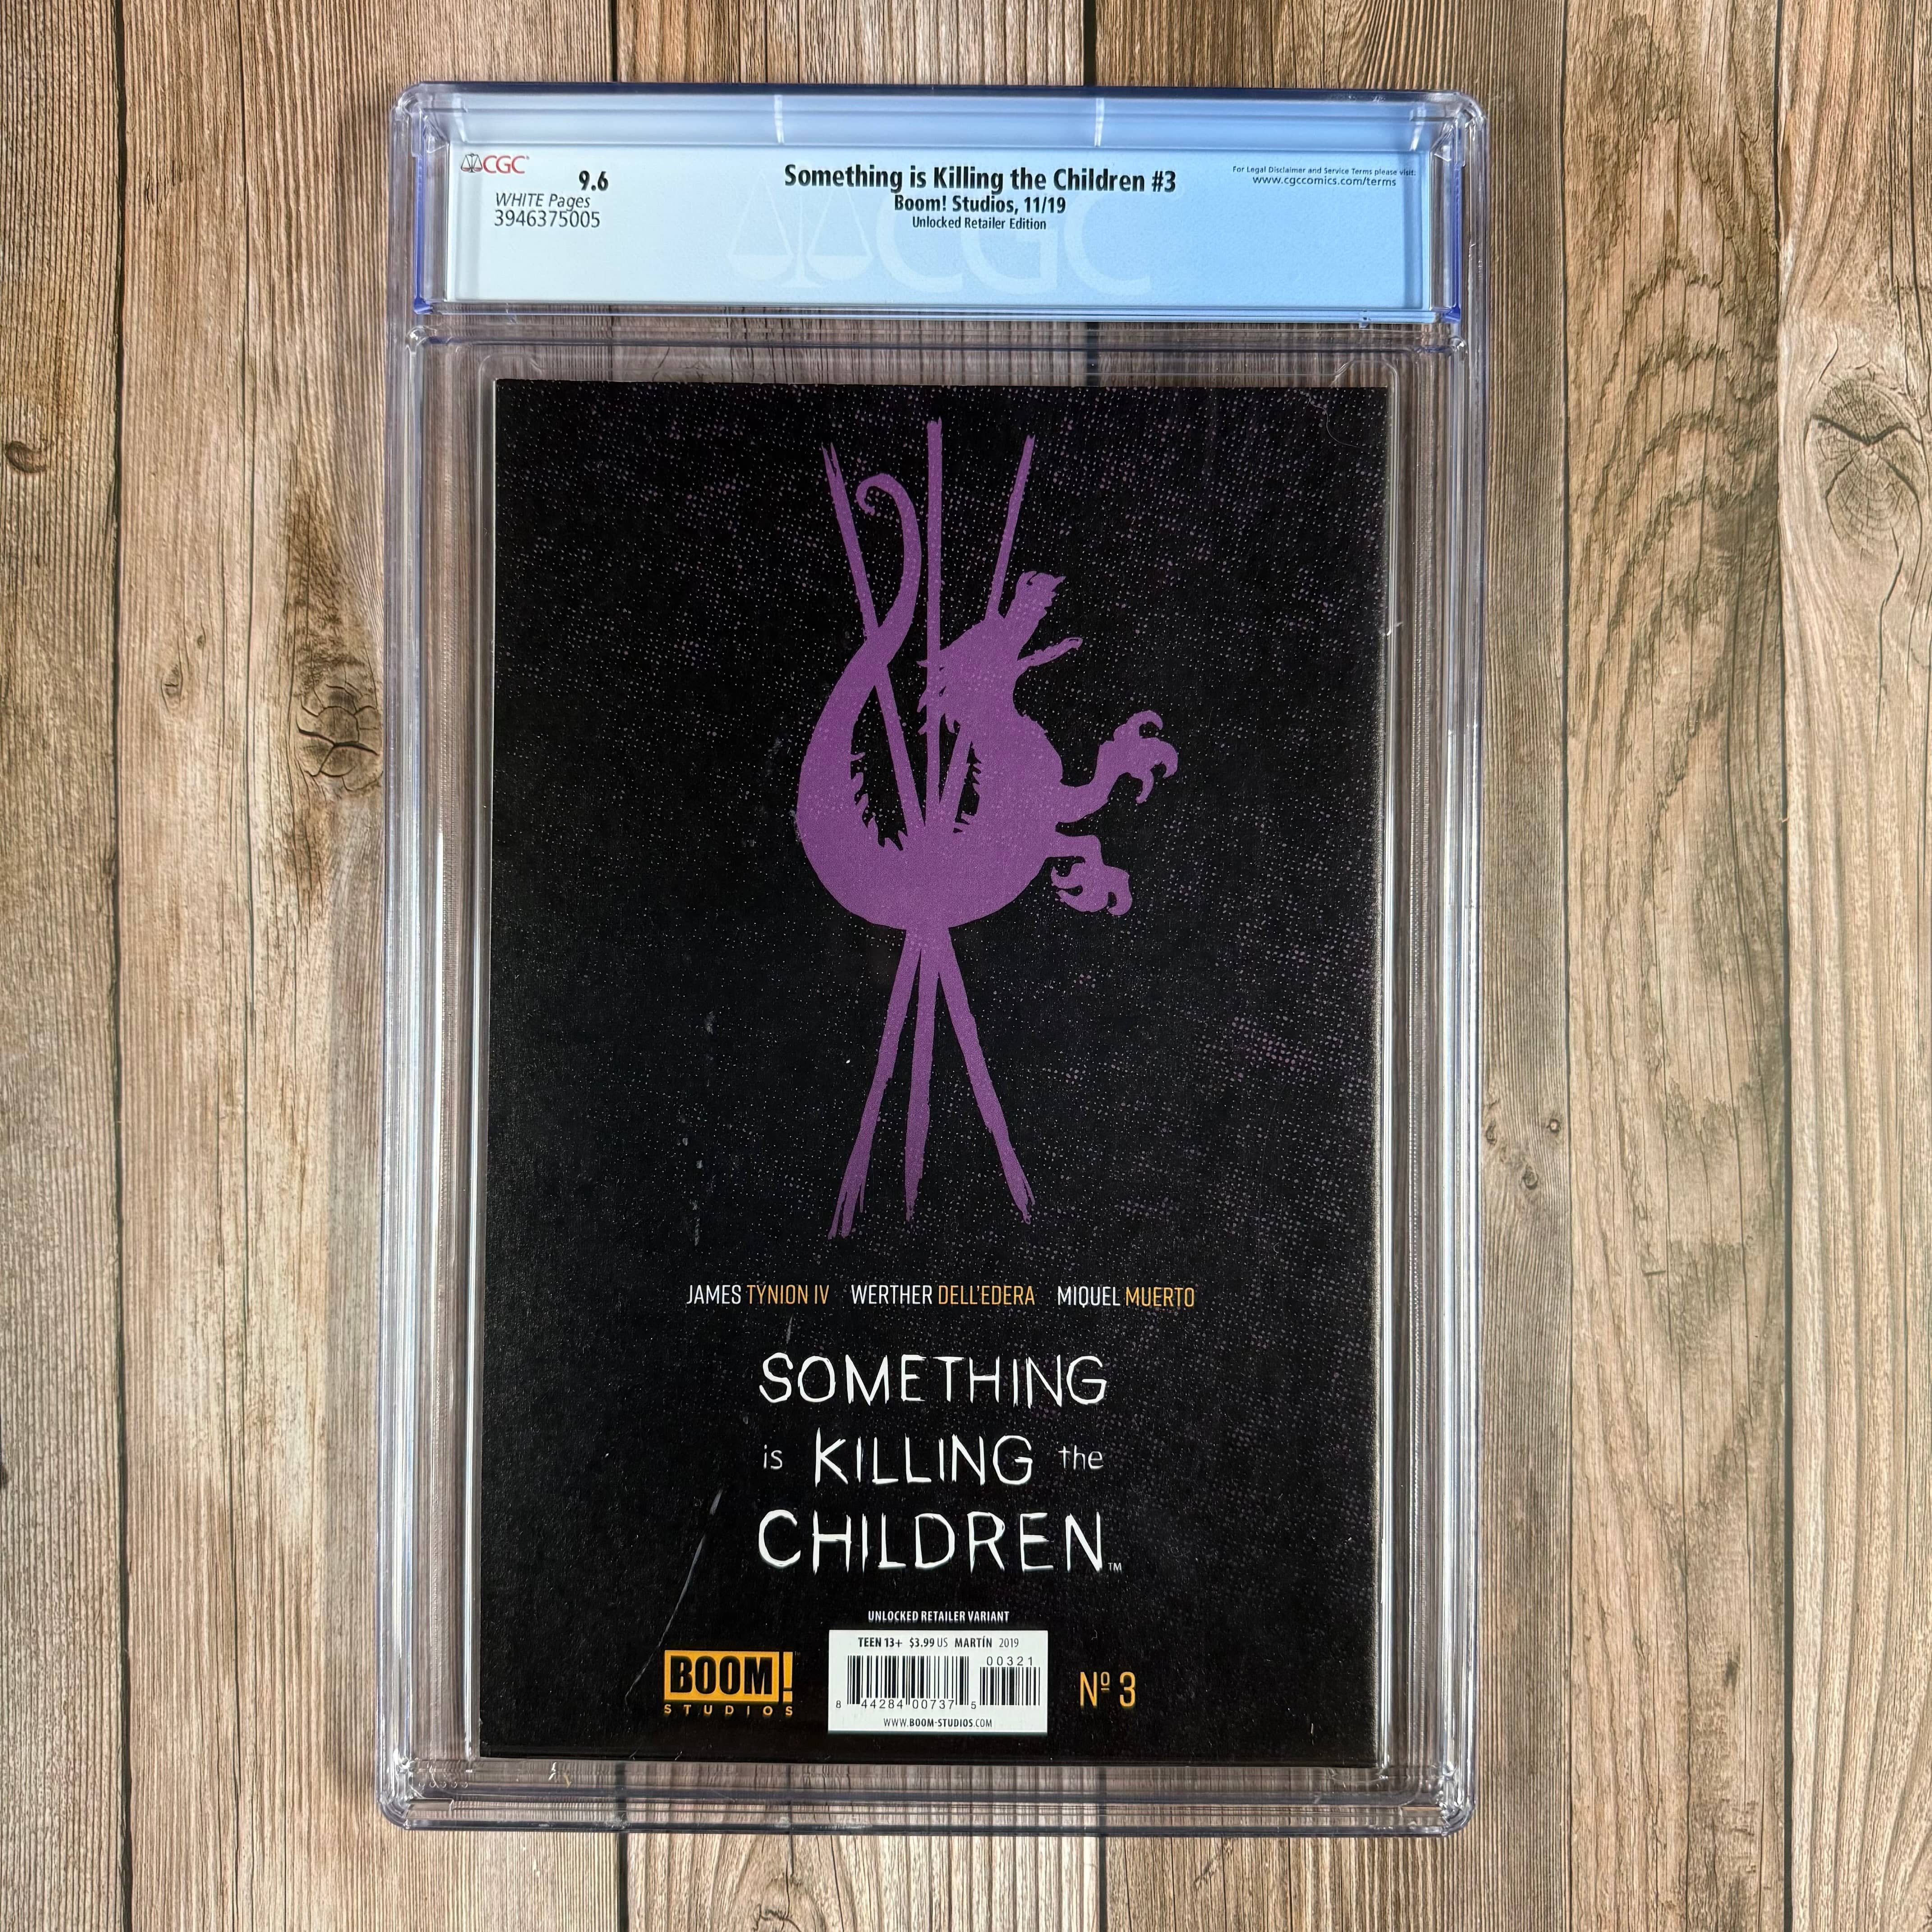 CGC
9.6
WHITE Pages
3946375005
Something is Killing the Children #3
Boom! Studios, 11/19
Unlocked Retailer Edition
For Legal Disclaimer and Service Terms please visit:
www.cgccomics.com/terms
CGC
JAMES TYNION IV WERTHER DELL'EDERA MIQUEL MUERTO
SOMETHING
is KILLING the
CHILDREN™
UNLOCKED RETAILER VARIANT
BOOM!
STUDIOS
TEEN 13+ $3.99 US MARTÍN 2019
00321
8 44284 00737 5
WWW.BOOM-STUDIOS.COM
Nº 3